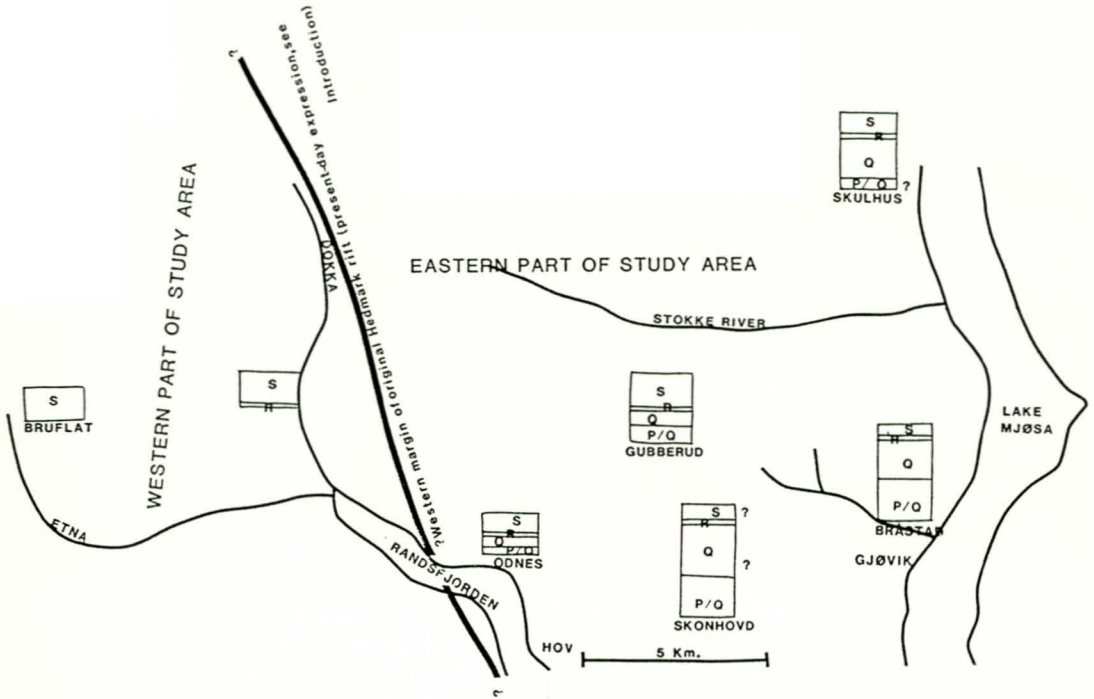 ?
?Western margin of original Hedmark rift (present-day expression, see
Introduction)
WESTERN PART OF STUDY AREA
EASTERN PART OF STUDY AREA
DOKKA
S
R
Q
P/Q ?
SKULHUS
STOKKE RIVER
S
BRUFLAT
S
R
S
R
Q
P/Q
GUBBERUD
LAKE
MJØSA
S
R
Q
P/Q
BRÅSTAD
GJØVIK
ETNA
S
R
Q
P/Q
ODNES
RANDSFJORDEN
S ?
R
Q
?
P/Q
SKONHOVD
HOV
5 Km.
?